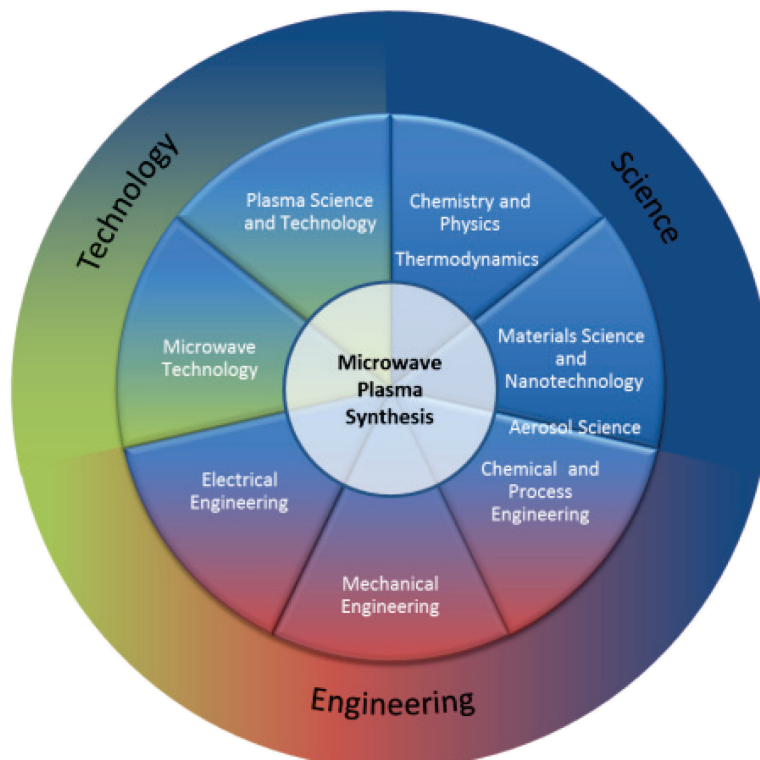 Technology
Science
Plasma Science
and Technology
Chemistry and
Physics
Thermodynamics
Microwave
Technology
Microwave
Plasma
Synthesis
Materials Science
and
Nanotechnology
Aerosol Science
Electrical
Engineering
Chemical and
Process
Engineering
Mechanical
Engineering
Engineering